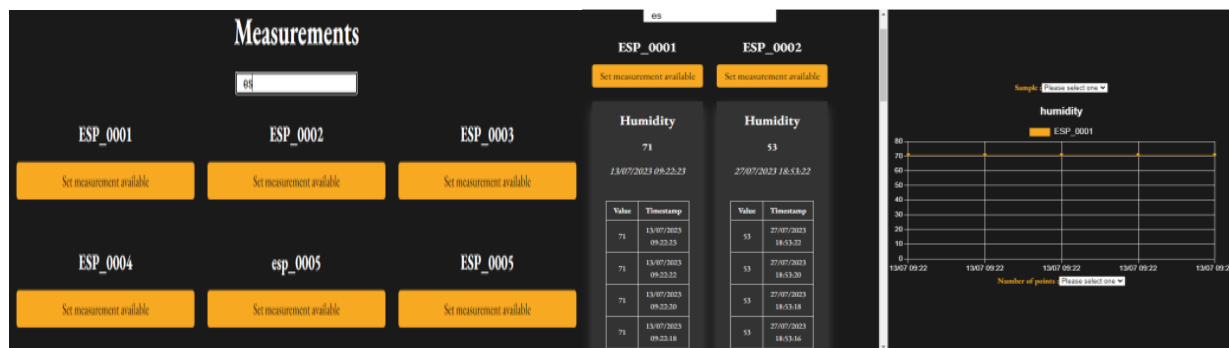 Measurements
es
ESP_0001 ESP_0002 ESP_0003
Set measurement available Set measurement available Set measurement available
ESP_0004 esp_0005 ESP_0005
Set measurement available Set measurement available Set measurement available
es
ESP_0001 ESP_0002
Set measurement available Set measurement available
Humidity Humidity
71 53
13/07/2023 09:22:23 27/07/2023 18:53:22
Value Timestamp Value Timestamp
71 13/07/2023 09:22:23 53 27/07/2023 18:53:22
71 13/07/2023 09:22:22 53 27/07/2023 18:53:20
71 13/07/2023 09:22:20 53 27/07/2023 18:53:18
71 13/07/2023 09:22:18 53 27/07/2023 18:53:16
Sample : Please select one
humidity
ESP_0001
80
70
60
50
40
30
20
10
0
13/07 09:22 13/07 09:22 13/07 09:22 13/07 09:22 13/07 09:2
Number of points : Please select one